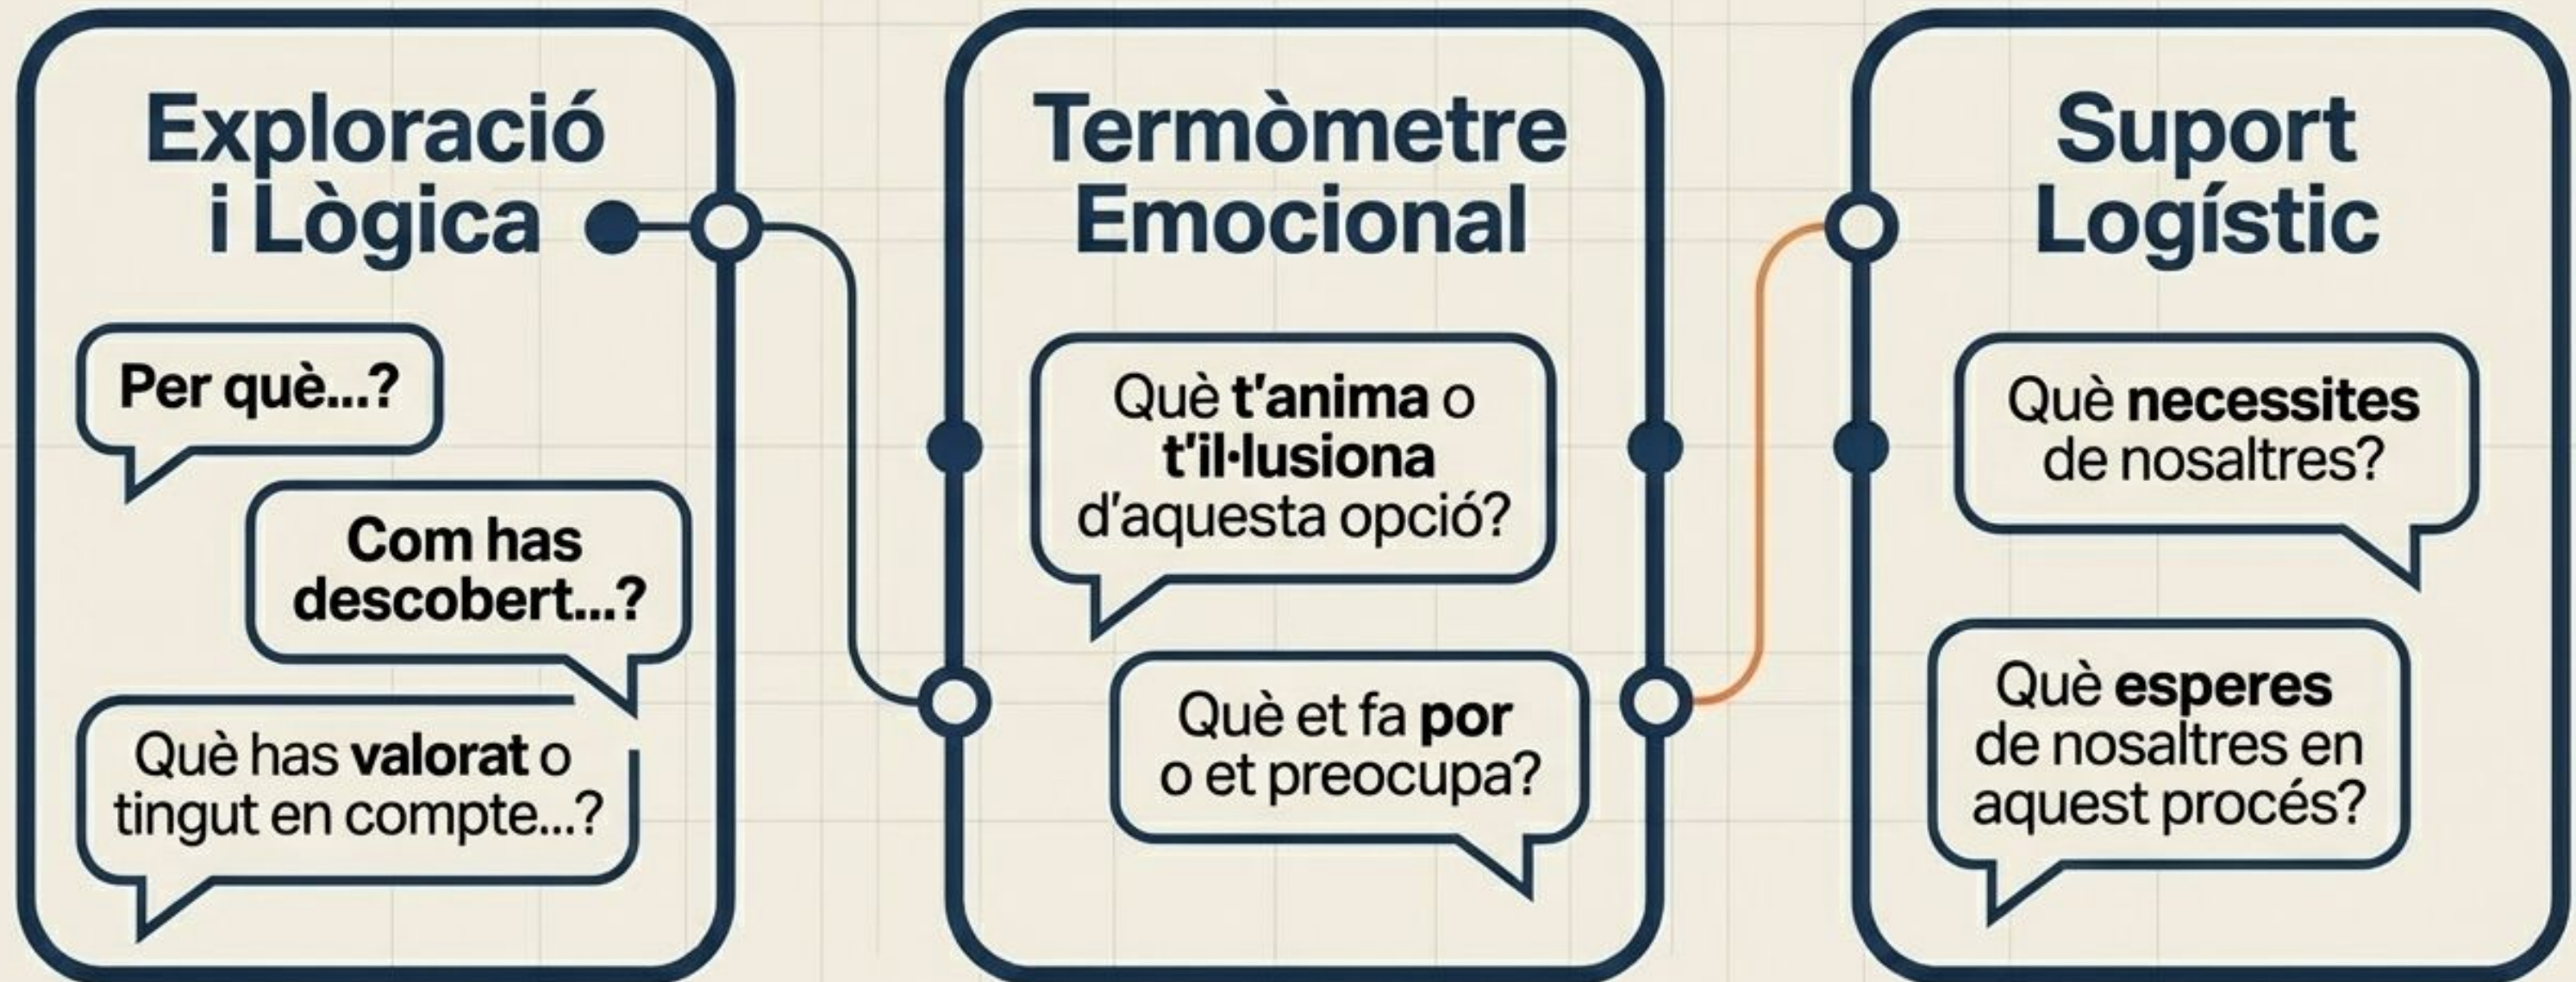 Exploració
i Lògica
Per què...?
Com has
descobert...?
Què has valorat o
tingut en compte...?
Termòmetre
Emocional
Què t'anima o
t'il·lusiona
d'aquesta opció?
Què et fa por
o et preocupa?
Suport
Logístic
Què necessites
de nosaltres?
Què esperes
de nosaltres en
aquest procés?